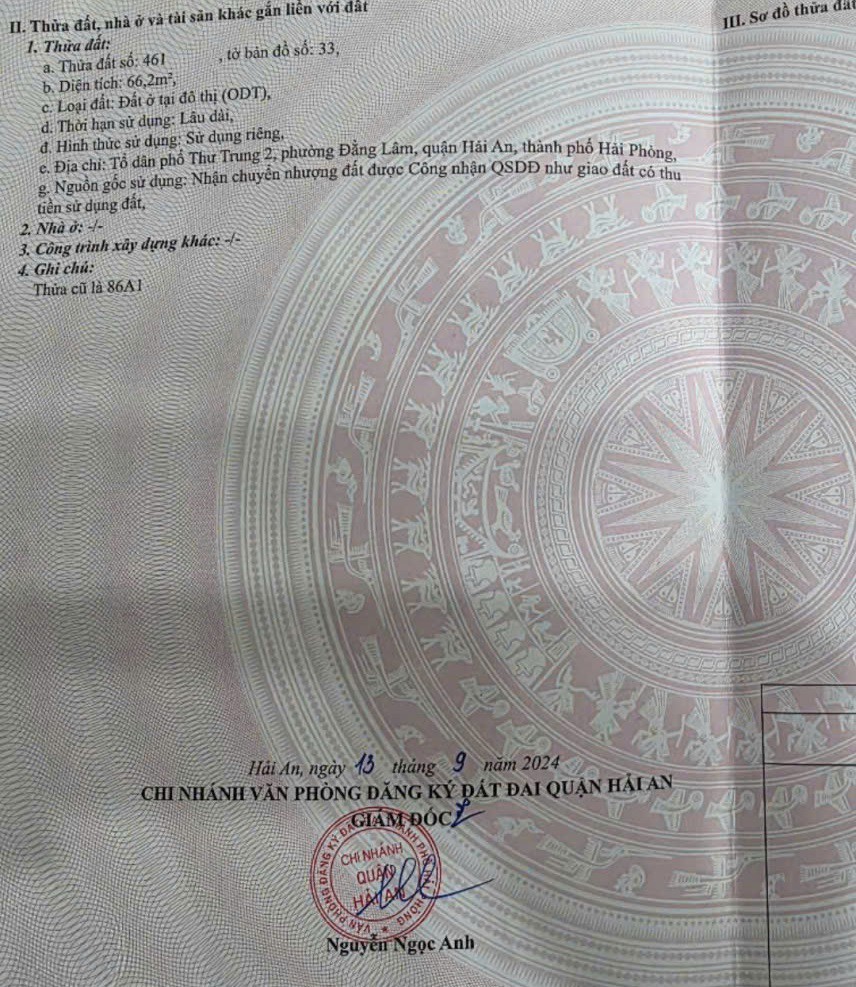 II. Thửa đất, nhà ở và tài sản khác gắn liền với đất
III. Sơ đồ thửa đất
1. Thửa đất:
a. Thửa đất số: 461 , tờ bản đồ số: 33,
b. Diện tích: 66,2m²,
c. Loại đất: Đất ở tại đô thị (ODT),
d. Thời hạn sử dụng: Lâu dài,
đ. Hình thức sử dụng: Sử dụng riêng,
e. Địa chỉ: Tổ dân phố Thư Trung 2, phường Đằng Lâm, quận Hải An, thành phố Hải Phòng,
g. Nguồn gốc sử dụng: Nhận chuyển nhượng đất được Công nhận QSDĐ như giao đất có thu
tiền sử dụng đất,
2. Nhà ở: -/-
3. Công trình xây dựng khác: -/-
4. Ghi chú:
Thửa cũ là 86A1
Hải An, ngày 13 tháng 9 năm 2024
CHI NHÁNH VĂN PHÒNG ĐĂNG KÝ ĐẤT ĐAI QUẬN HẢI AN
GIÁM ĐỐC
CHI NHÁNH
QUẬN
HẢI AN
Nguyễn Ngọc Anh